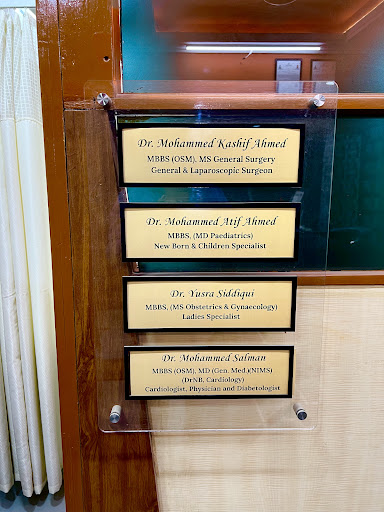 Dr. Mohammed Kashif Ahmed
MBBS (OSM), MS General Surgery
General & Laparoscopic Surgeon
Dr. Mohammed Atif Ahmed
MBBS, (MD Paediatrics)
New Born & Children Specialist
Dr. Yusra Siddiqui
MBBS, (MS Obstetrics & Gynaecology)
Ladies Specialist
Dr. Mohammed Salman
MBBS (OSM), MD (Gen. Med.)(NIMS)
(DrNB, Cardiology)
Cardiologist, Physician and Diabetologist